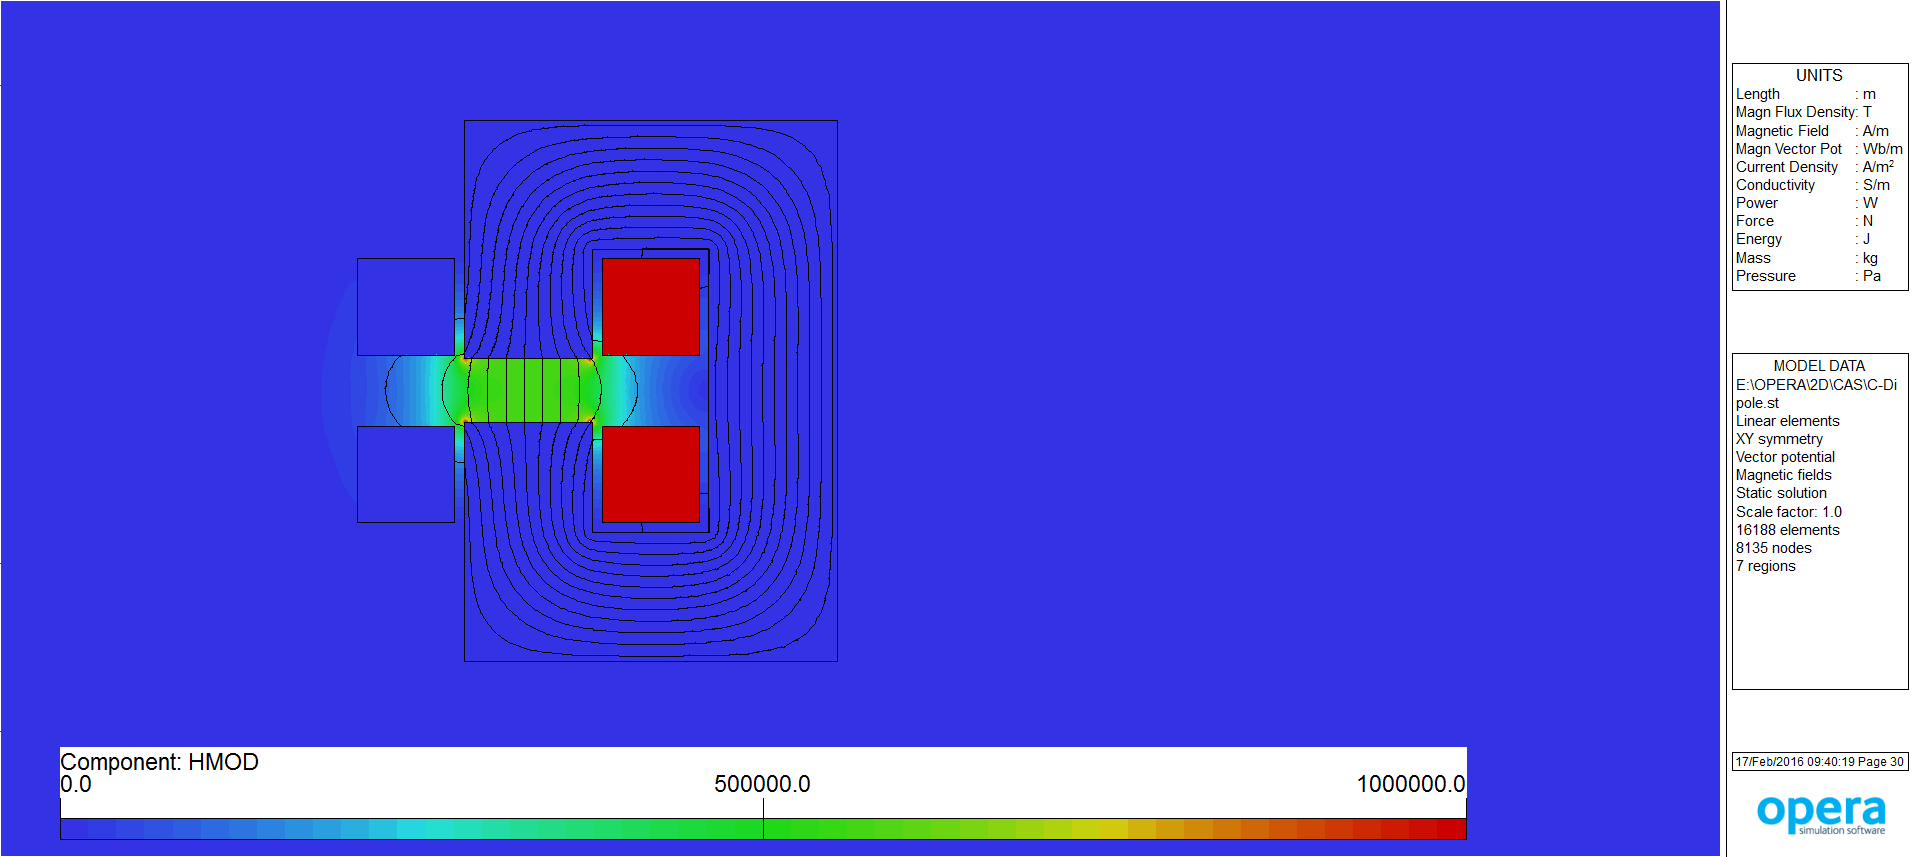 UNITS
Length : m
Magn Flux Density: T
Magnetic Field : A/m
Magn Vector Pot : Wb/m
Current Density : A/m²
Conductivity : S/m
Power : W
Force : N
Energy : J
Mass : kg
Pressure : Pa
MODEL DATA
E:\OPERA\2D\CAS\C-Di
pole.st
Linear elements
XY symmetry
Vector potential
Magnetic fields
Static solution
Scale factor: 1.0
16188 elements
8135 nodes
7 regions
Component: HMOD
0.0 500000.0 1000000.0
17/Feb/2016 09:40:19 Page 30
opera
simulation software